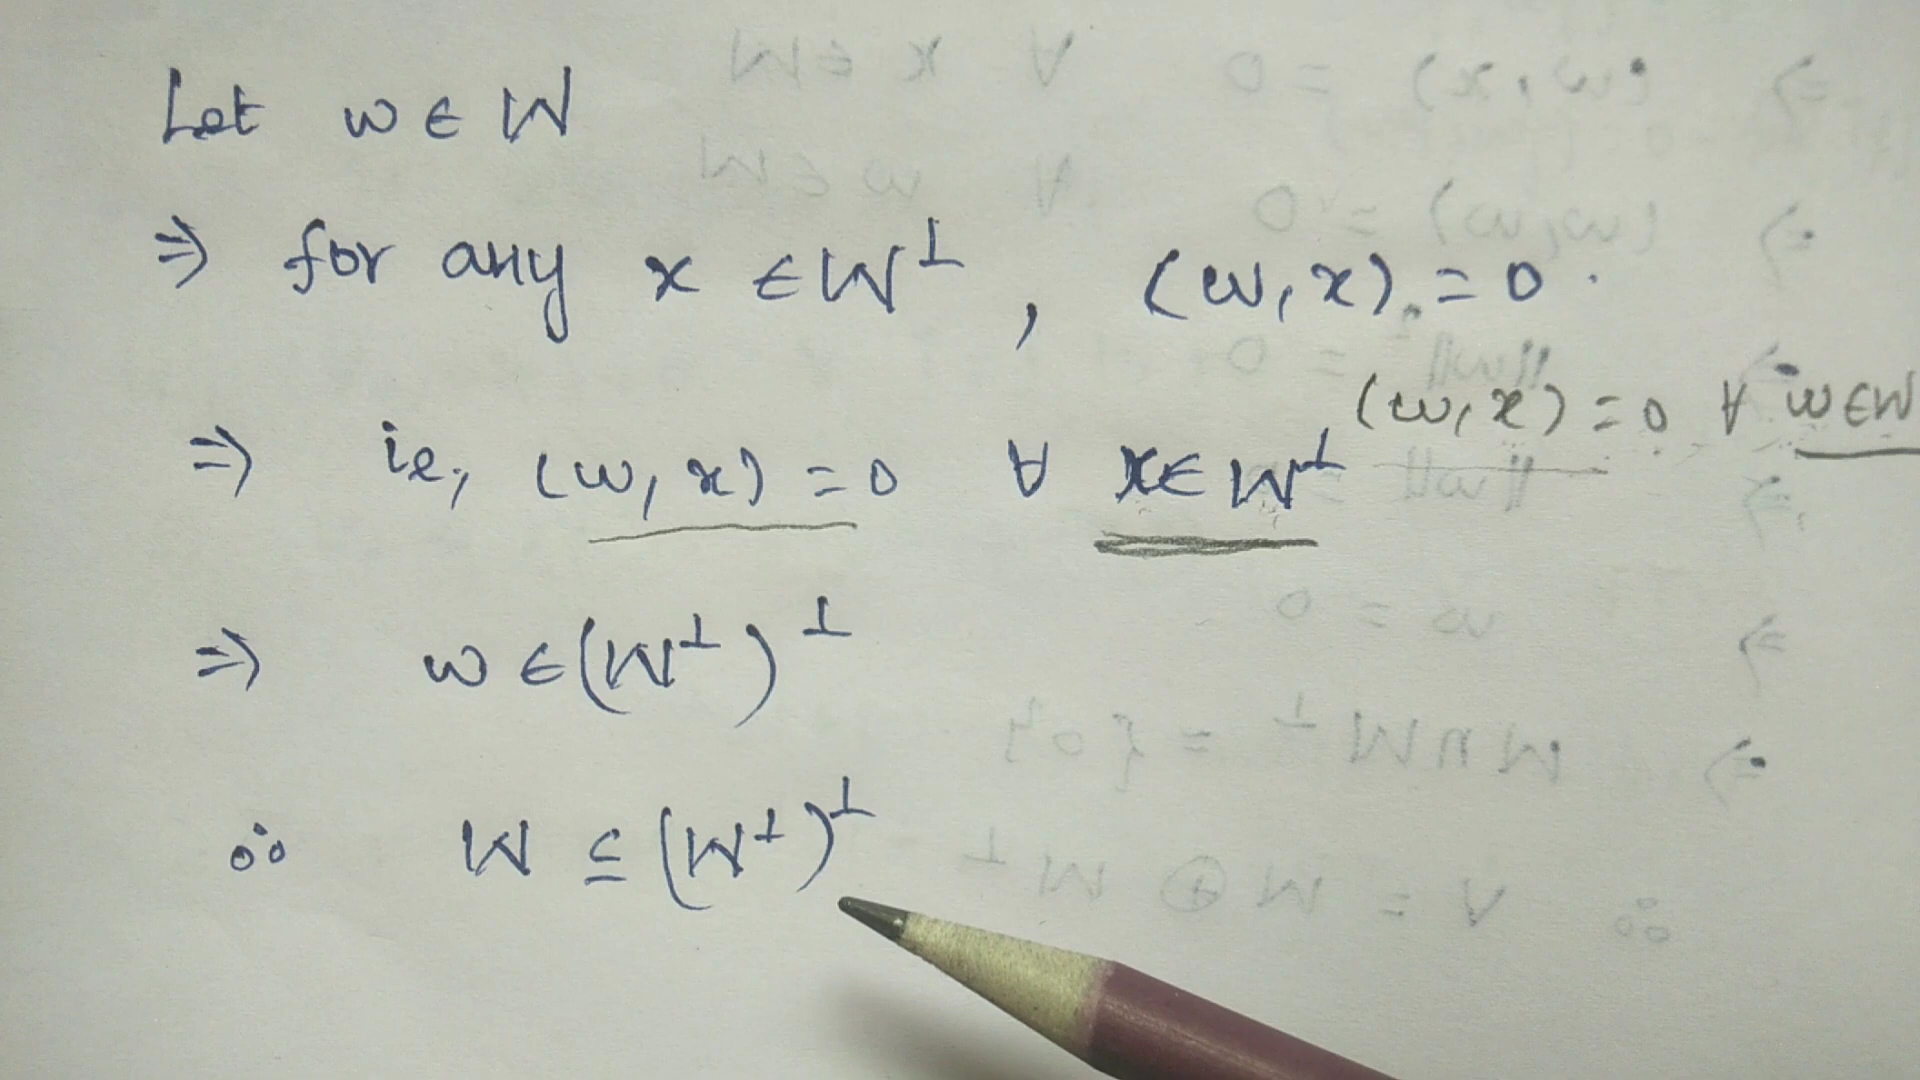 Let w ∈ W
⇒ for any x ∈ W⊥, (w, x) = 0.
(w, x) = 0 ∀ w ∈ W
⇒ ie, (w, x) = 0 ∀ x ∈ W⊥
⇒ w ∈ (W⊥)⊥
∴ W ⊆ (W⊥)⊥